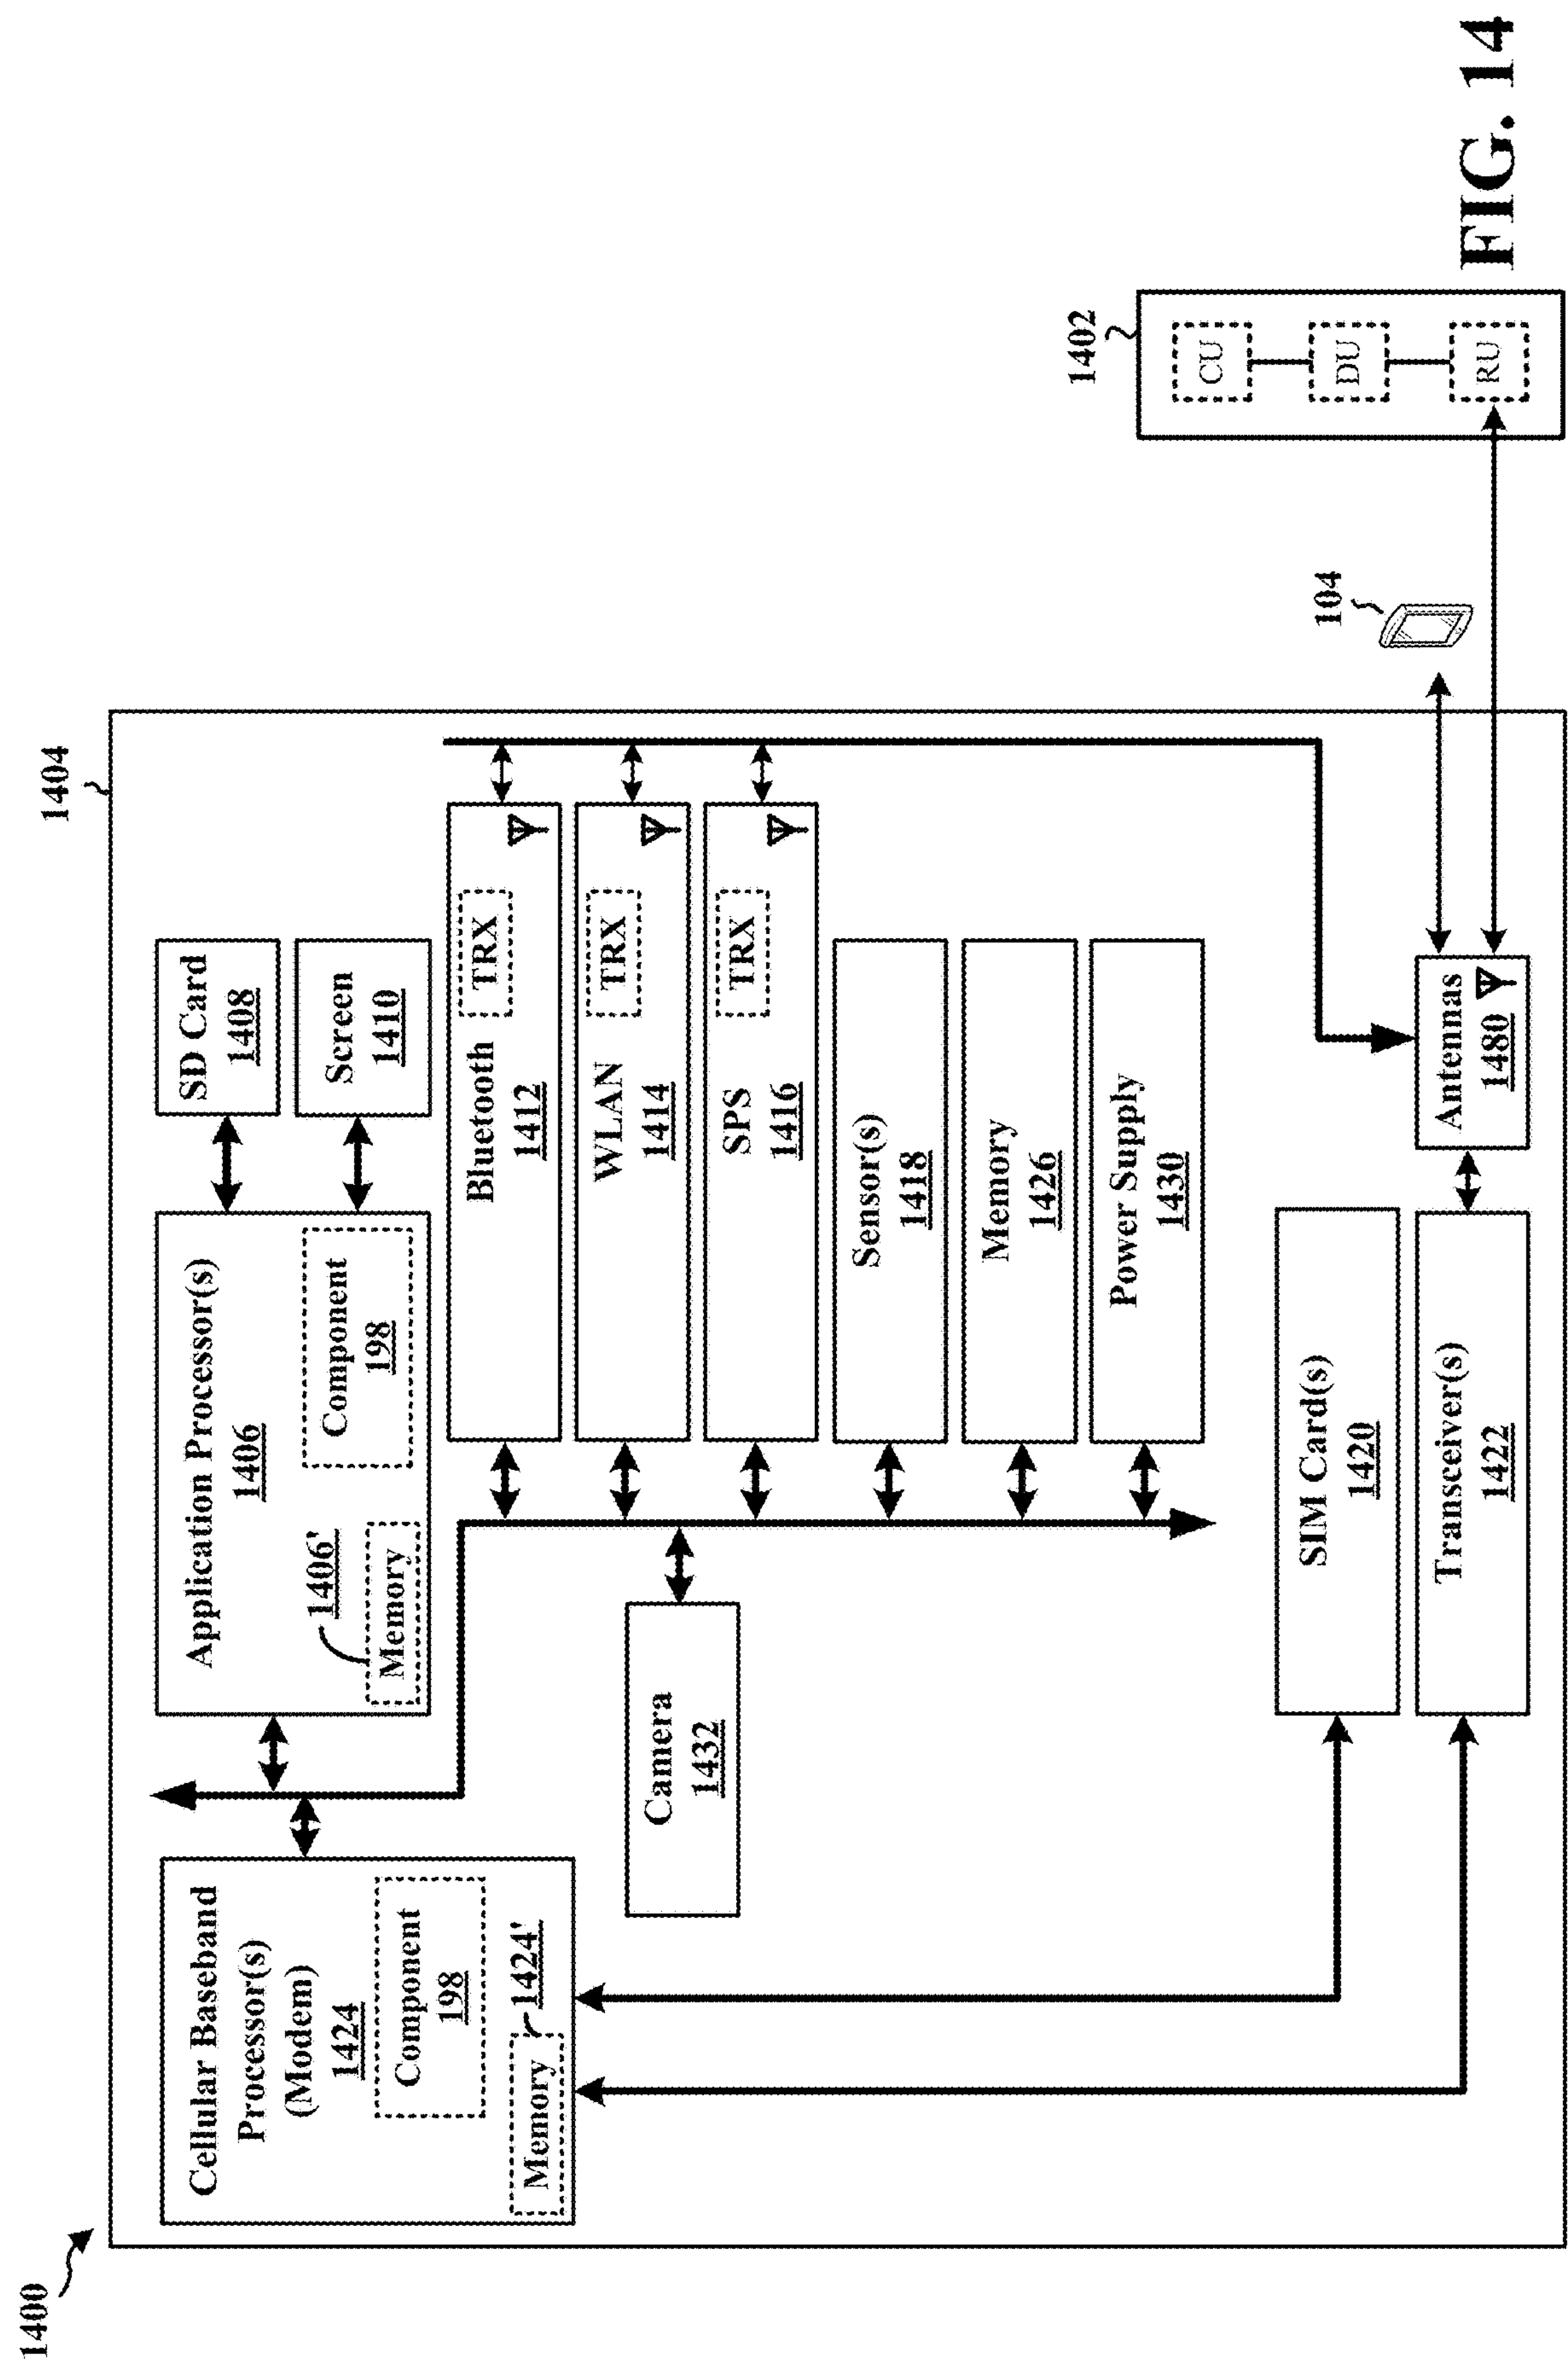 1400
1404
Cellular Baseband
Processor(s)
(Modem)
1424
Component
198
Memory
1424'
Application Processor(s)
1406
1406'
Memory
Component
198
SD Card
1408
Screen
1410
Bluetooth
1412
TRX
WLAN
1414
TRX
SPS
1416
TRX
Camera
1432
Sensor(s)
1418
Memory
1426
Power Supply
1430
SIM Card(s)
1420
Transceiver(s)
1422
Antennas
1480
104
1402
CU
DU
RU
FIG. 14